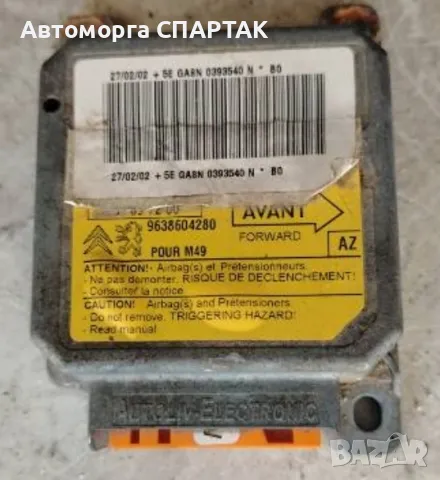 Автоморга СПАРТАК
27/02/02 + 5E GA8N 0393540 N * B0
27/02/02 + 5E GA8N 0393540 N * B0
AVANT
9638604280
FORWARD
AZ
POUR M49
ATTENTION! - Airbag(s) et Prétensionneurs.
- Ne pas démonter. RISQUE DE DECLENCHEMENT!
- Consulter la notice.
CAUTION! Airbag(s) and Pretensioners.
- Do not remove. TRIGGERING HAZARD!
- Read manual
AUTOLIV ELECTRONIC
BAZAR